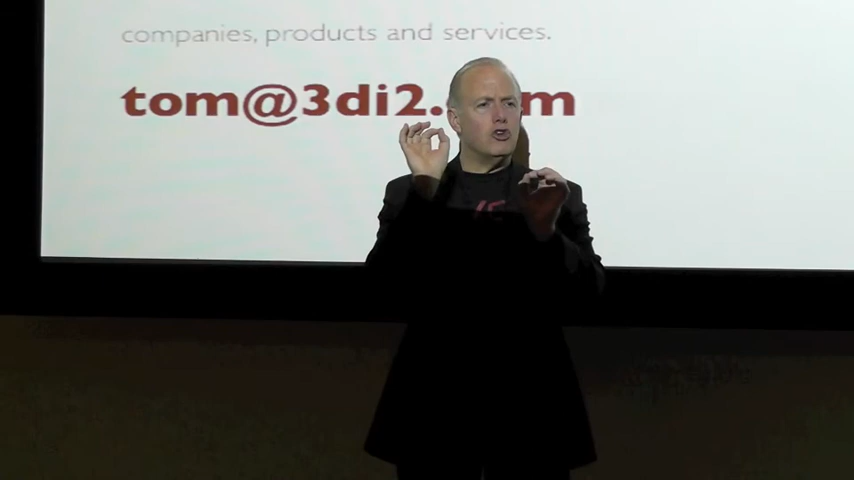 companies, products and services.
tom@3di2. m